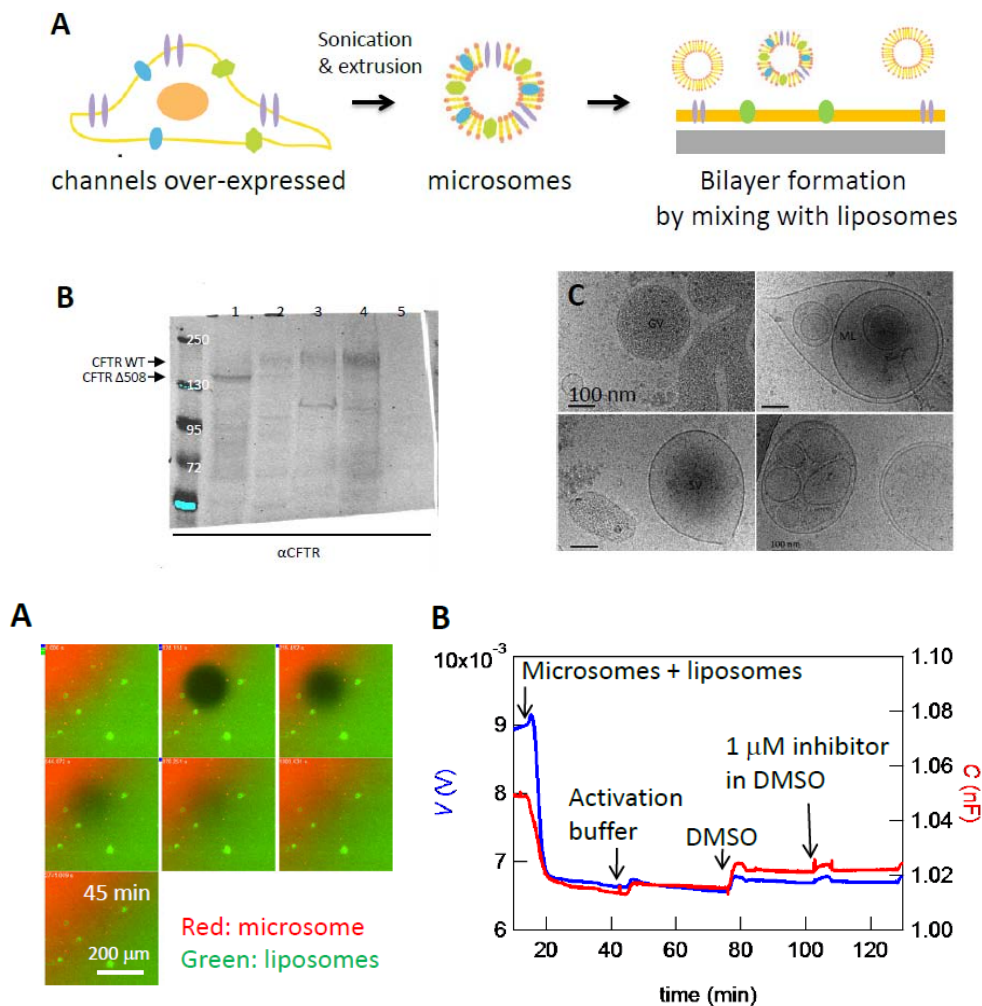 A
Sonication
& extrusion
channels over-expressed
microsomes
Bilayer formation
by mixing with liposomes
B
1 2 3 4 5
250
CFTR WT
CFTR Δ508
130
95
72
αCFTR
C
GV
ML
100 nm
SV
100 nm
A
45 min
200 µm
Red: microsome
Green: liposomes
B
10x10⁻³
9
8
7
6
V (V)
Microsomes + liposomes
Activation
buffer
DMSO
1 µM inhibitor
in DMSO
1.10
1.08
1.06
1.04
1.02
1.00
C (nF)
20 40 60 80 100 120
time (min)